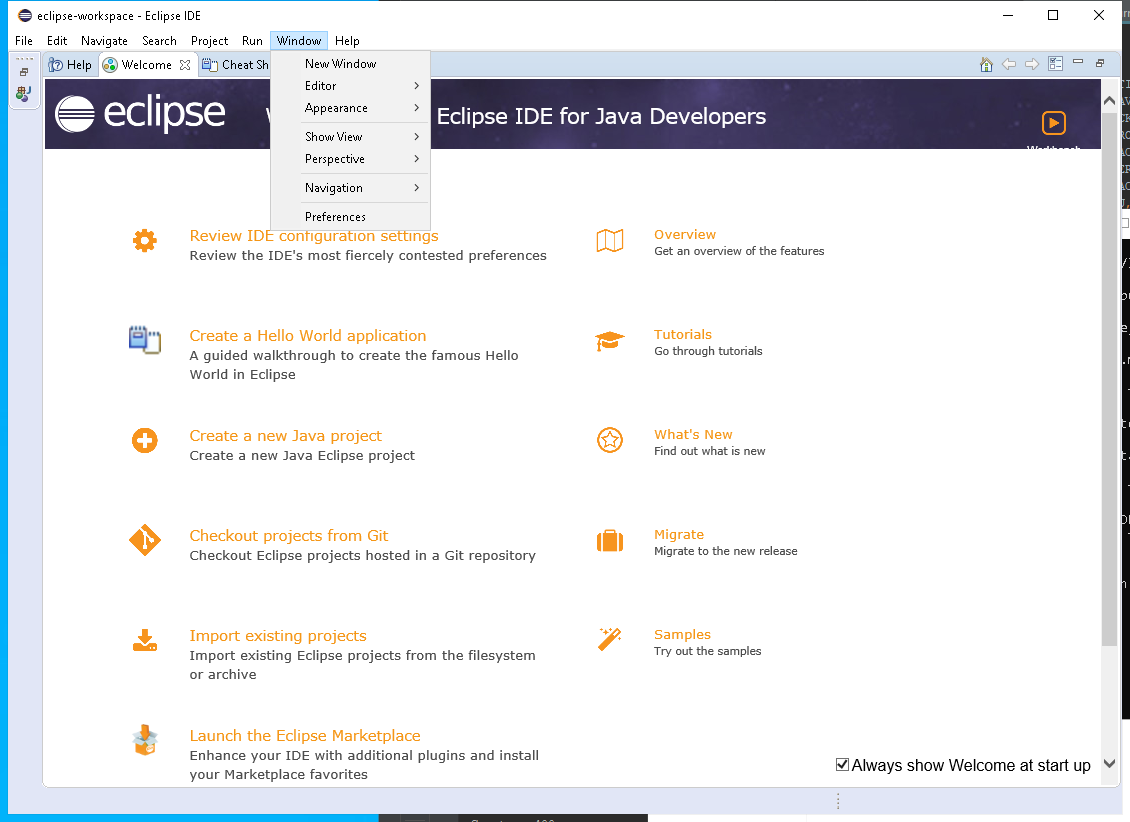 eclipse-workspace - Eclipse IDE
File Edit Navigate Search Project Run Window Help
Help Welcome Cheat Sh
New Window
Editor
Appearance
Show View
Perspective
Navigation
Preferences
eclipse
Eclipse IDE for Java Developers
Workbench
Review IDE configuration settings
Review the IDE's most fiercely contested preferences
Overview
Get an overview of the features
Create a Hello World application
A guided walkthrough to create the famous Hello
World in Eclipse
Tutorials
Go through tutorials
Create a new Java project
Create a new Java Eclipse project
What's New
Find out what is new
Checkout projects from Git
Checkout Eclipse projects hosted in a Git repository
Migrate
Migrate to the new release
Import existing projects
Import existing Eclipse projects from the filesystem
or archive
Samples
Try out the samples
Launch the Eclipse Marketplace
Enhance your IDE with additional plugins and install
your Marketplace favorites
Always show Welcome at start up